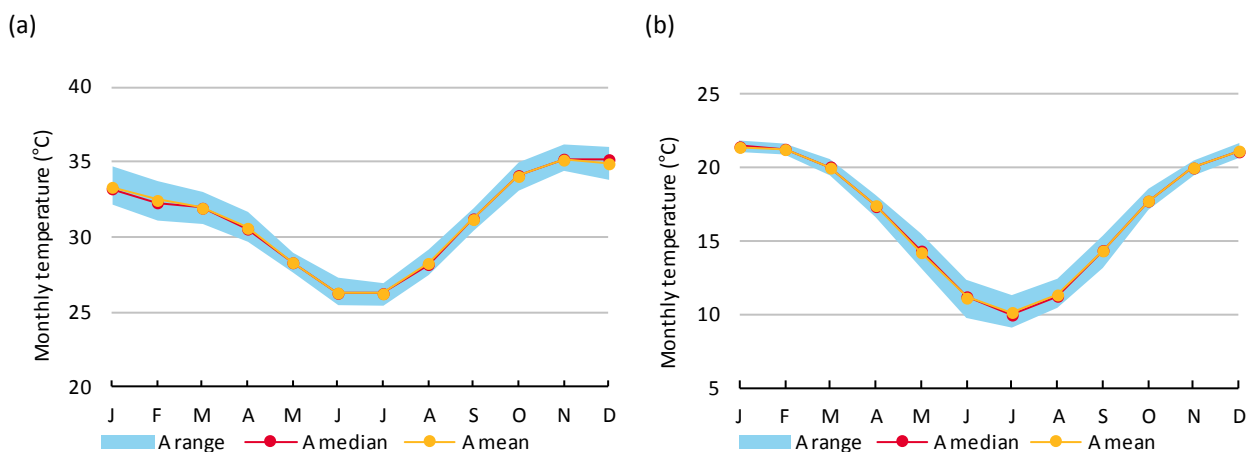 (a)
(b)
Monthly temperature (°C)
40
35
30
25
20
J F M A M J J A S O N D
A range A median A mean
Monthly temperature (°C)
25
20
15
10
5
J F M A M J J A S O N D
A range A median A mean